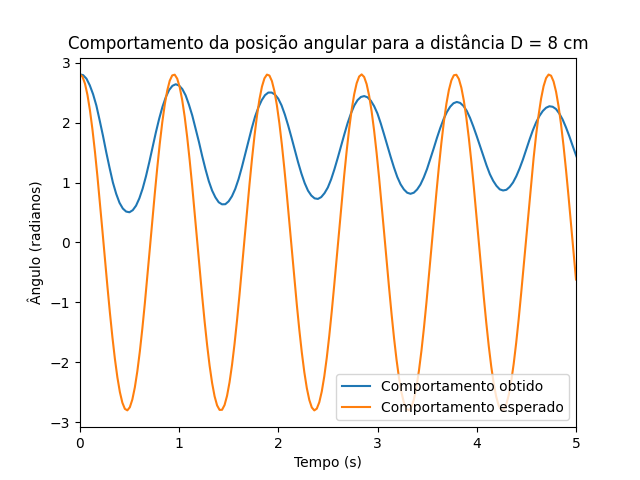 Comportamento da posição angular para a distância D = 8 cm
Ângulo (radianos)
3
2
1
0
−1
−2
−3
0
1
2
3
4
5
Tempo (s)
Comportamento obtido
Comportamento esperado